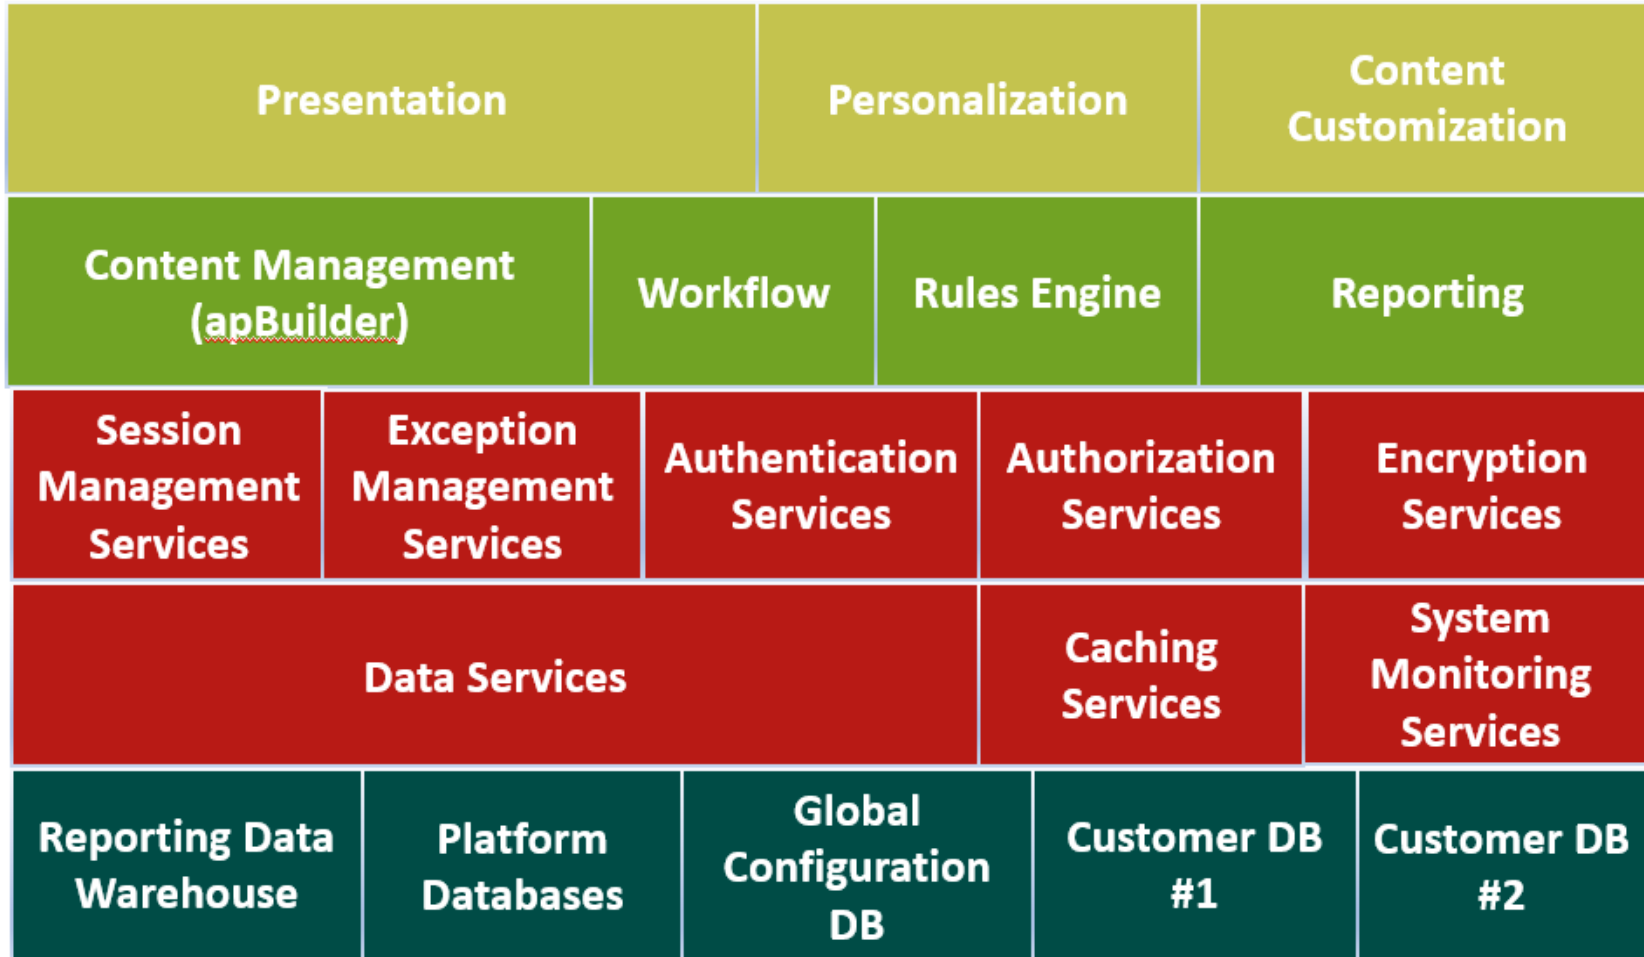 Presentation
Personalization
Content
Customization
Content Management
(apBuilder)
Workflow
Rules Engine
Reporting
Session
Management
Services
Exception
Management
Services
Authentication
Services
Authorization
Services
Encryption
Services
Data Services
Caching
Services
System
Monitoring
Services
Reporting Data
Warehouse
Platform
Databases
Global
Configuration
DB
Customer DB
#1
Customer DB
#2